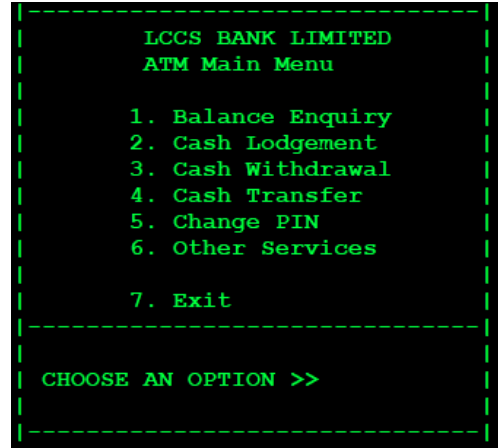 LCCS BANK LIMITED
ATM Main Menu
1. Balance Enquiry
2. Cash Lodgement
3. Cash Withdrawal
4. Cash Transfer
5. Change PIN
6. Other Services
7. Exit
CHOOSE AN OPTION >>